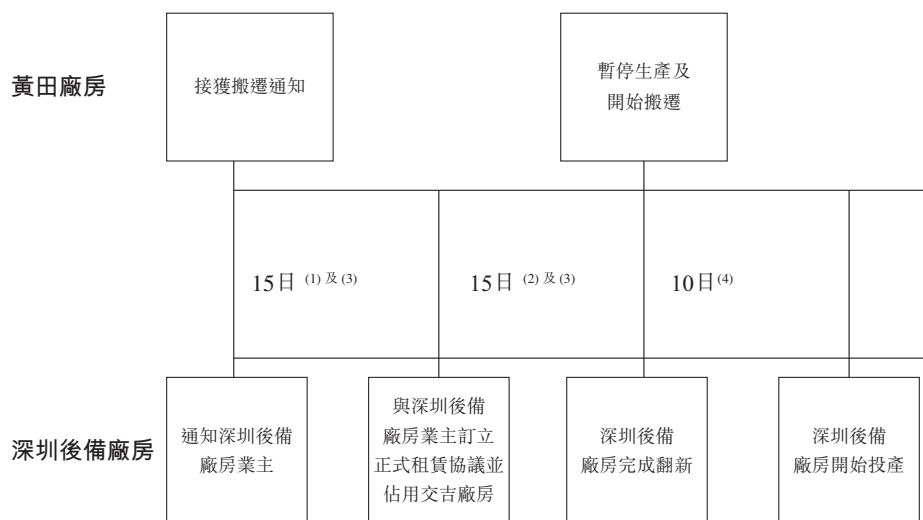 黃田廠房
接獲搬遷通知
暫停生產及
開始搬遷
15日 (1) 及 (3)
15日 (2) 及 (3)
10日(4)
深圳後備廠房
通知深圳後備
廠房業主
與深圳後備
廠房業主訂立
正式租賃協議並
佔用交吉廠房
深圳後備
廠房完成翻新
深圳後備
廠房開始投產